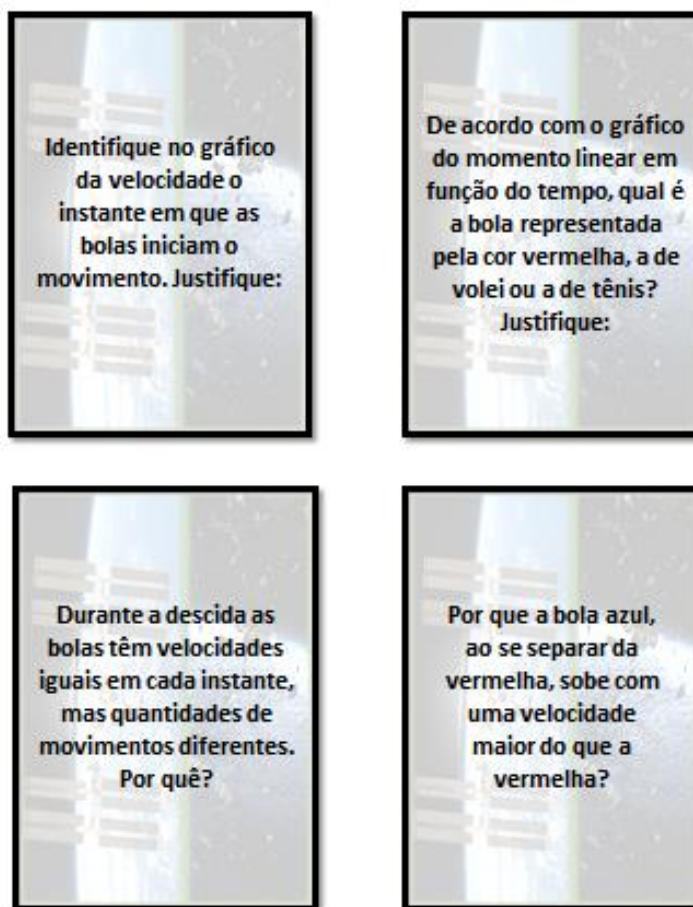 Identifique no gráfico
da velocidade o
instante em que as
bolas iniciam o
movimento. Justifique:
De acordo com o gráfico
do momento linear em
função do tempo, qual é
a bola representada
pela cor vermelha, a de
volei ou a de tênis?
Justifique:
Durante a descida as
bolas têm velocidades
iguais em cada instante,
mas quantidades de
movimentos diferentes.
Por quê?
Por que a bola azul,
ao se separar da
vermelha, sobe com
uma velocidade
maior do que a
vermelha?